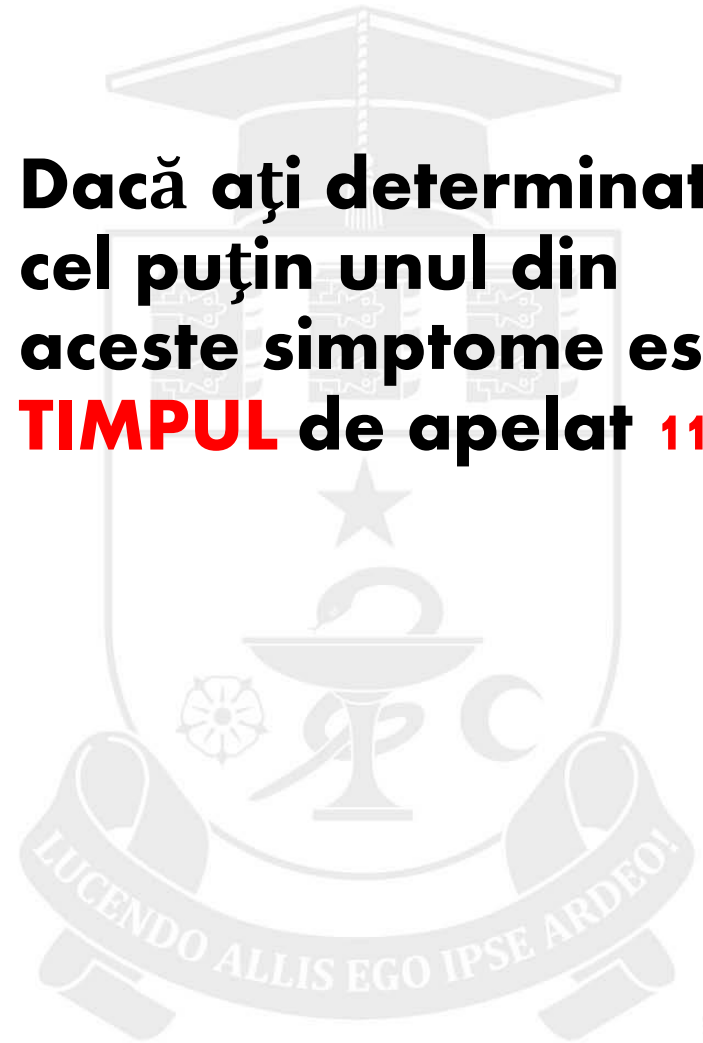 Dacă aţi determinat
cel puţin unul din
aceste simptome es
TIMPUL de apelat 11
LUCENDO ALLIS EGO IPSE ARDEO!